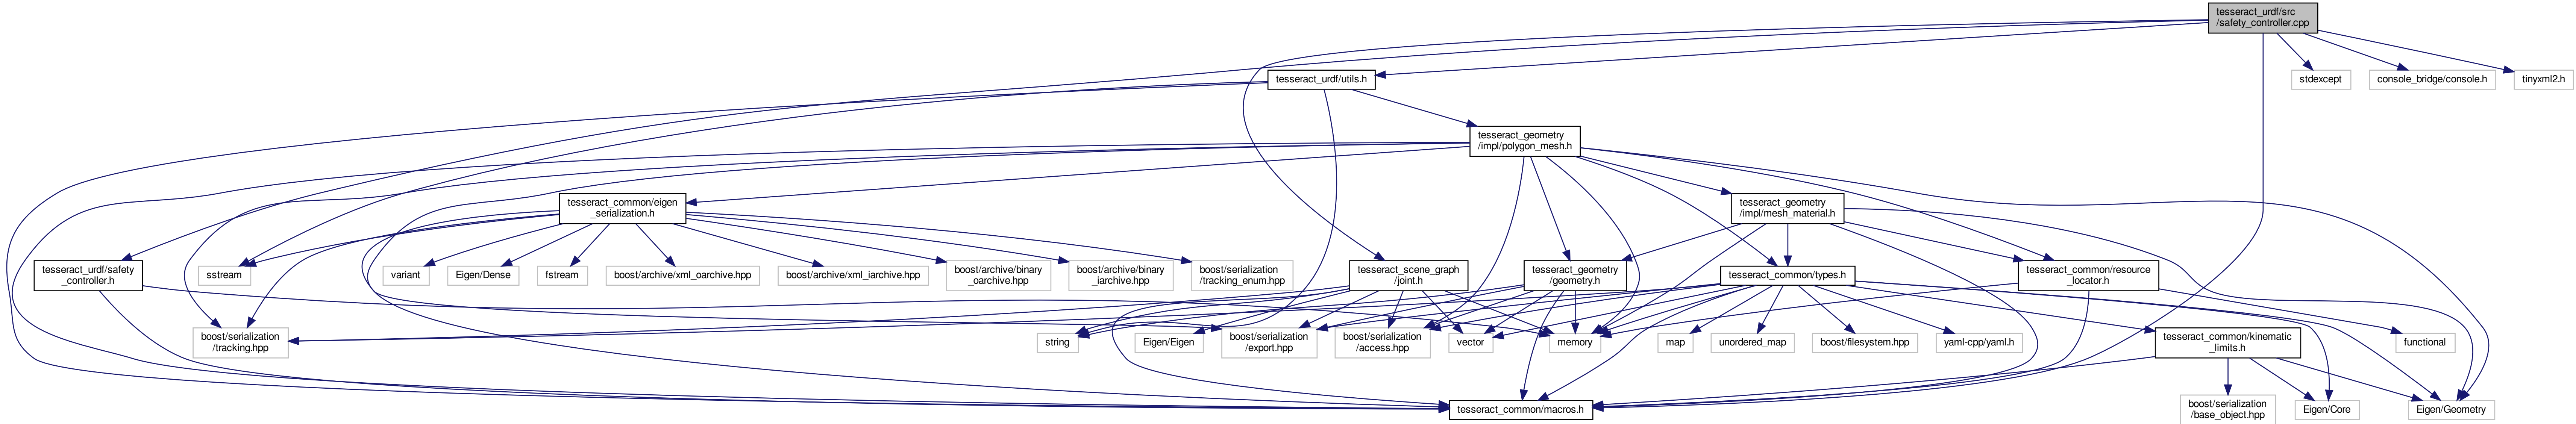 tesseract_urdf/src
/safety_controller.cpp
tesseract_urdf/utils.h
stdexcept
console_bridge/console.h
tinyxml2.h
tesseract_geometry
/impl/polygon_mesh.h
tesseract_common/eigen
_serialization.h
tesseract_geometry
/impl/mesh_material.h
tesseract_urdf/safety
_controller.h
sstream
variant
Eigen/Dense
fstream
boost/archive/xml_oarchive.hpp
boost/archive/xml_iarchive.hpp
boost/archive/binary
_oarchive.hpp
boost/archive/binary
_iarchive.hpp
boost/serialization
/tracking_enum.hpp
tesseract_scene_graph
/joint.h
tesseract_geometry
/geometry.h
tesseract_common/types.h
tesseract_common/resource
_locator.h
boost/serialization
/tracking.hpp
string
Eigen/Eigen
boost/serialization
/export.hpp
boost/serialization
/access.hpp
vector
memory
map
unordered_map
boost/filesystem.hpp
yaml-cpp/yaml.h
tesseract_common/kinematic
_limits.h
functional
tesseract_common/macros.h
boost/serialization
/base_object.hpp
Eigen/Core
Eigen/Geometry